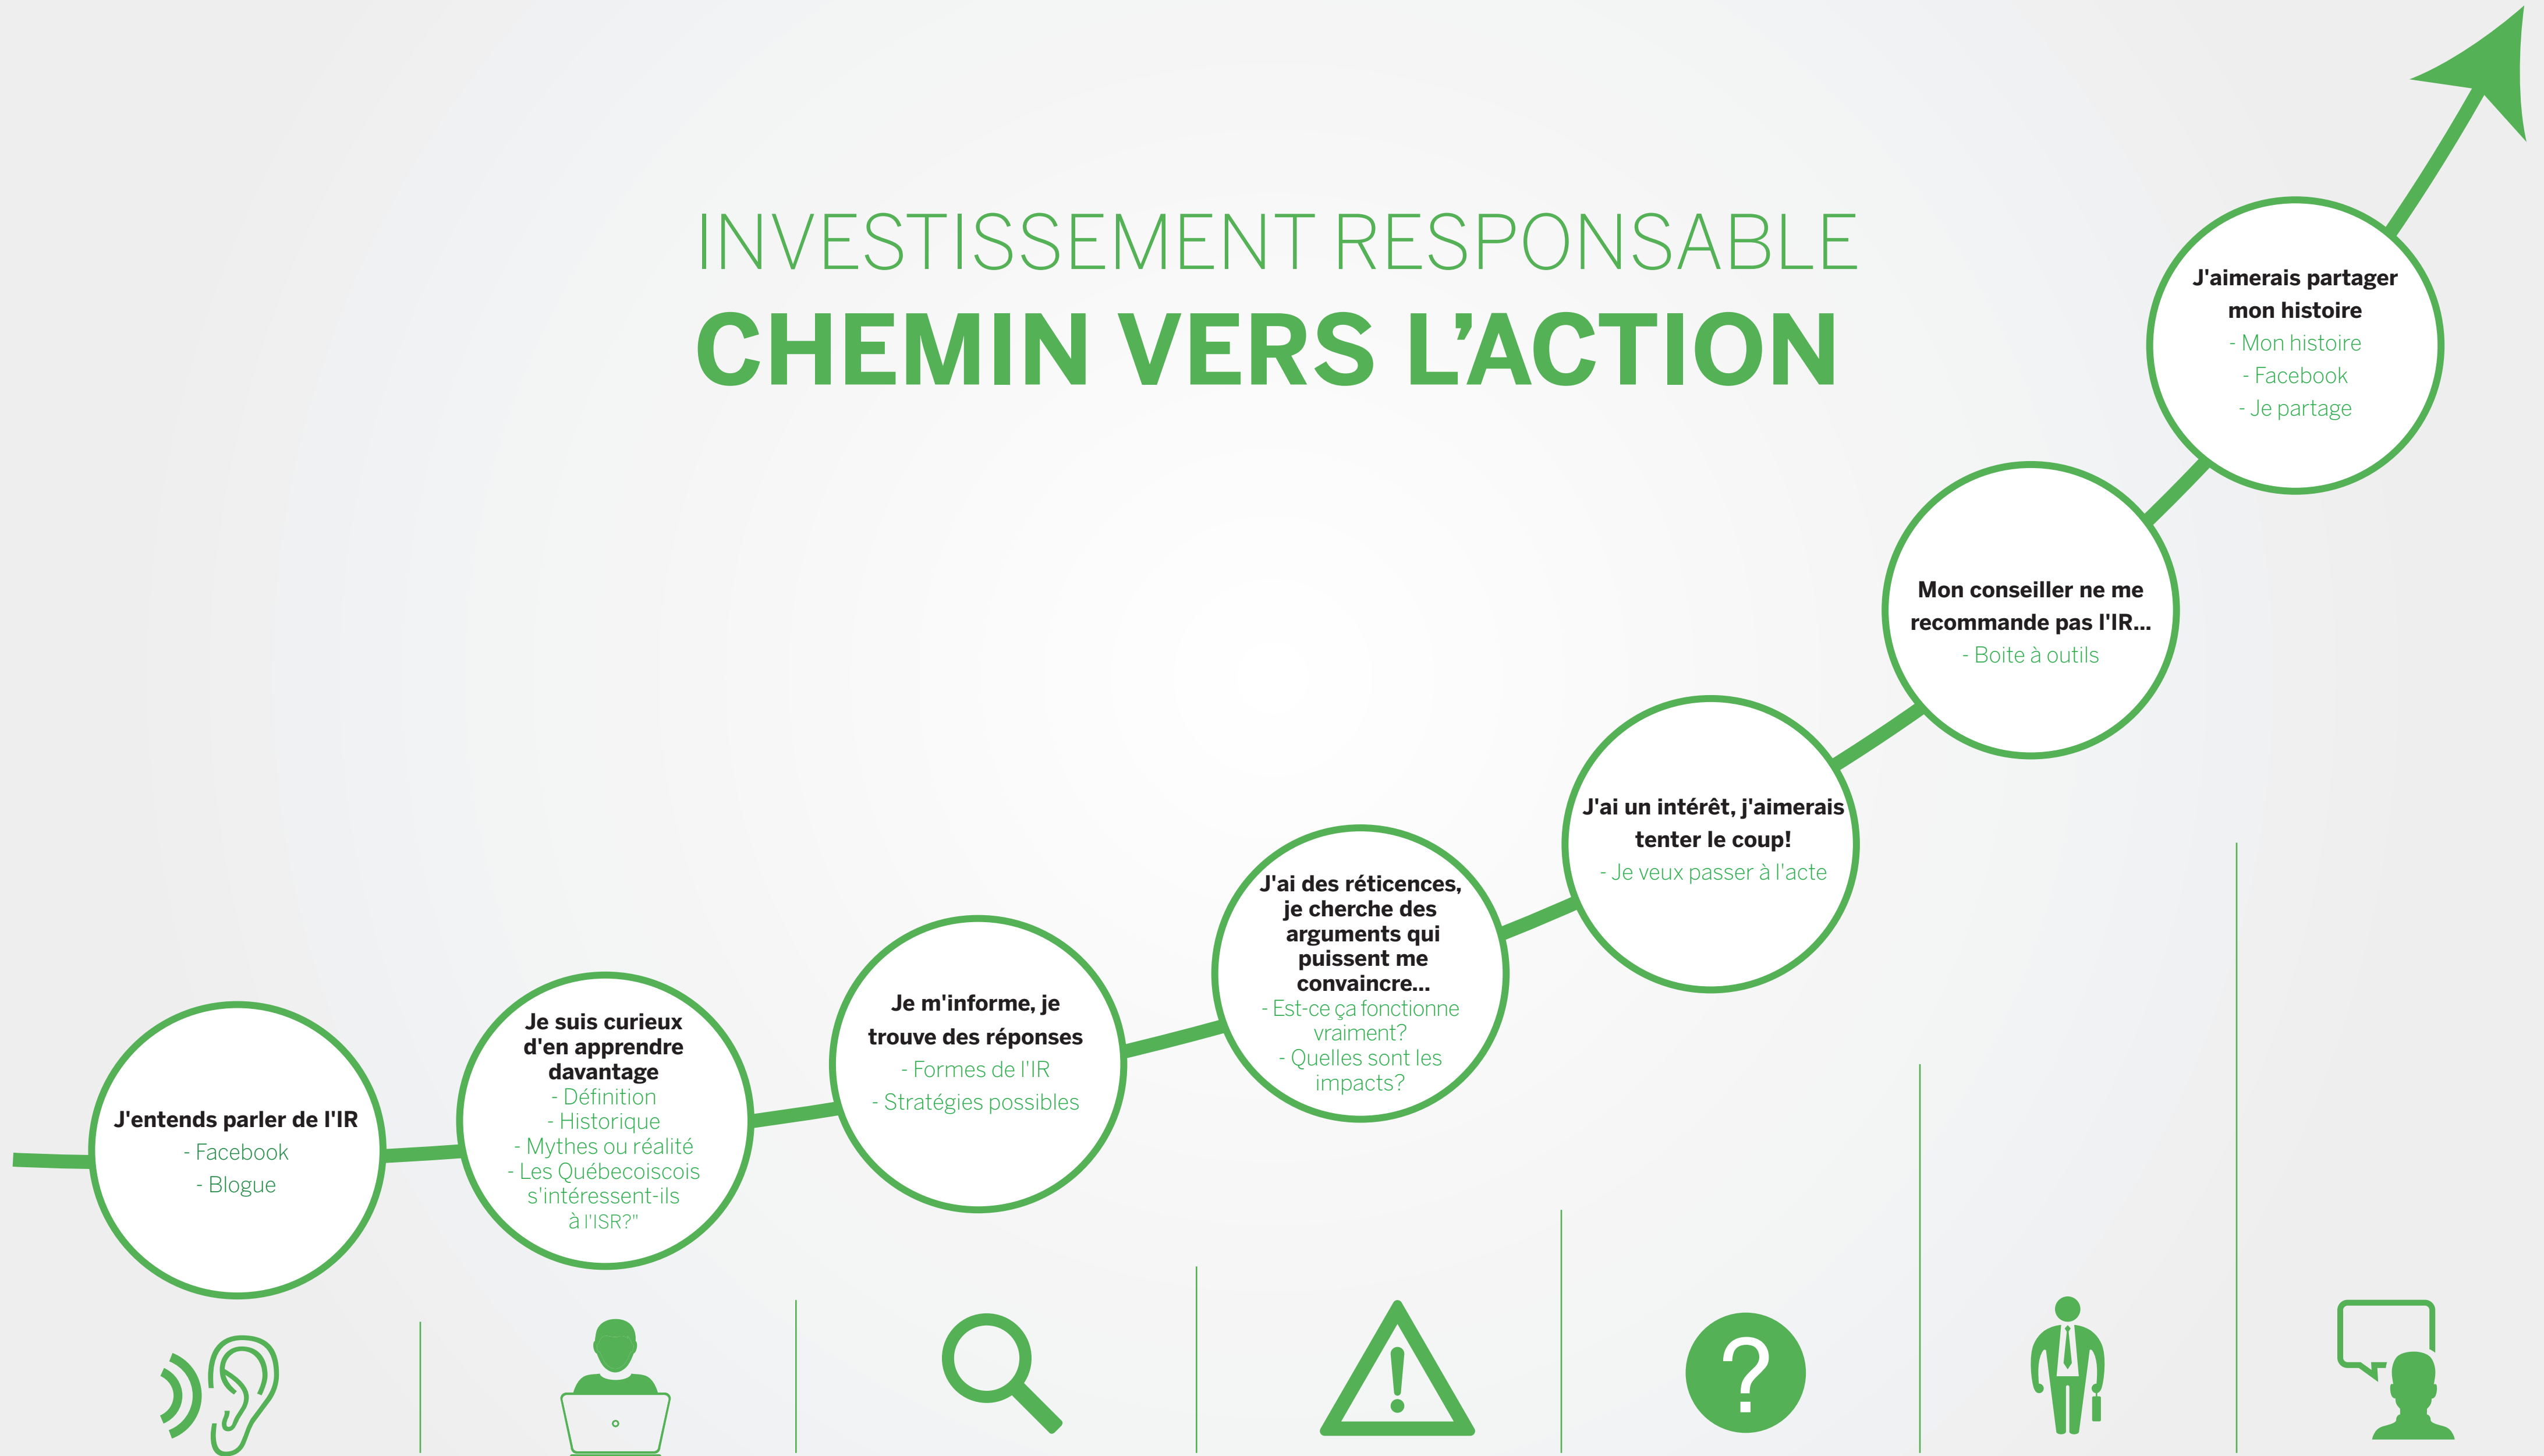 INVESTISSEMENT RESPONSABLE
CHEMIN VERS L’ACTION
J'entends parler de l'IR
- Facebook
- Blogue
Je suis curieux
d'en apprendre
davantage
- Définition
- Historique
- Mythes ou réalité
- Les Québecoiscois
s'intéressent-ils
à l'ISR?"
Je m'informe, je
trouve des réponses
- Formes de l'IR
- Stratégies possibles
J'ai des réticences,
je cherche des
arguments qui
puissent me
convaincre...
- Est-ce ça fonctionne
vraiment?
- Quelles sont les
impacts?
J'ai un intérêt, j'aimerais
tenter le coup!
- Je veux passer à l'acte
Mon conseiller ne me
recommande pas l'IR...
- Boite à outils
J'aimerais partager
mon histoire
- Mon histoire
- Facebook
- Je partage